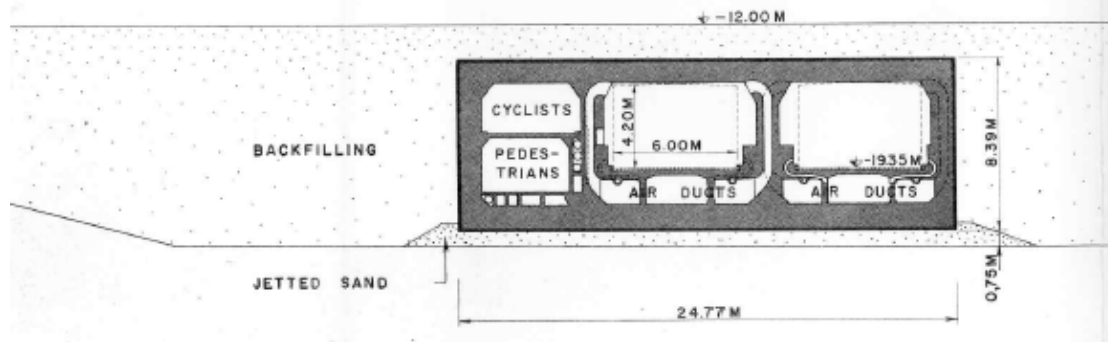 -12.00 M
CYCLISTS
4.20M
6.00M
8.39M
BACKFILLING
PEDES-
TRIANS
-19.35 M
AIR DUCTS
AIR DUCTS
JETTED SAND
0,75M
24.77 M